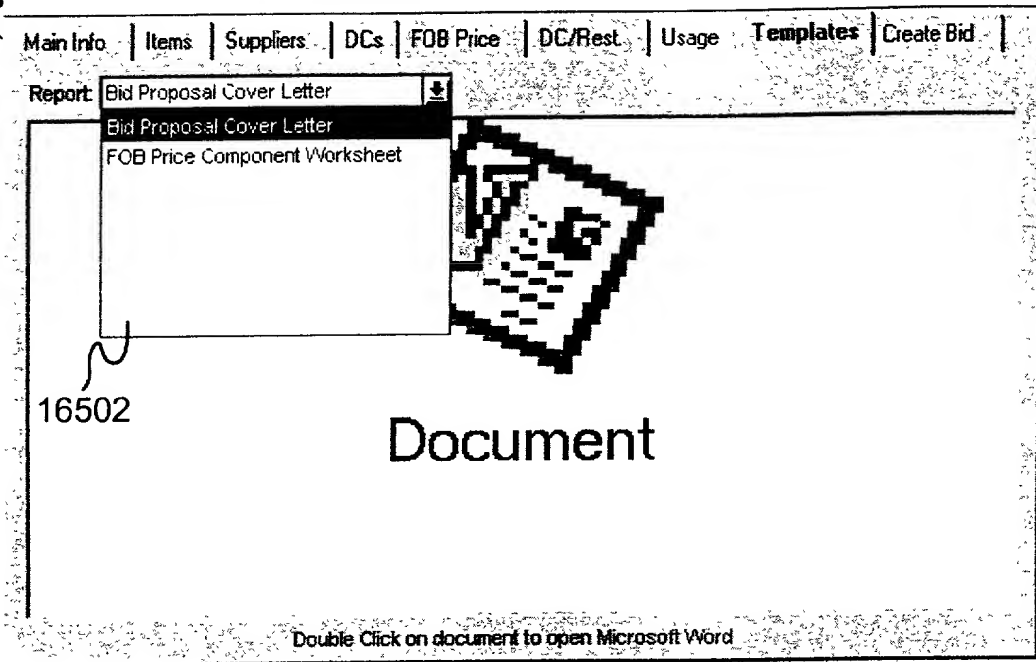 Main Info Items Suppliers DCs FOB Price DC/Rest. Usage Templates Create Bid
Report: Bid Proposal Cover Letter
Bid Proposal Cover Letter
FOB Price Component Worksheet
16502
Document
Double Click on document to open Microsoft Word